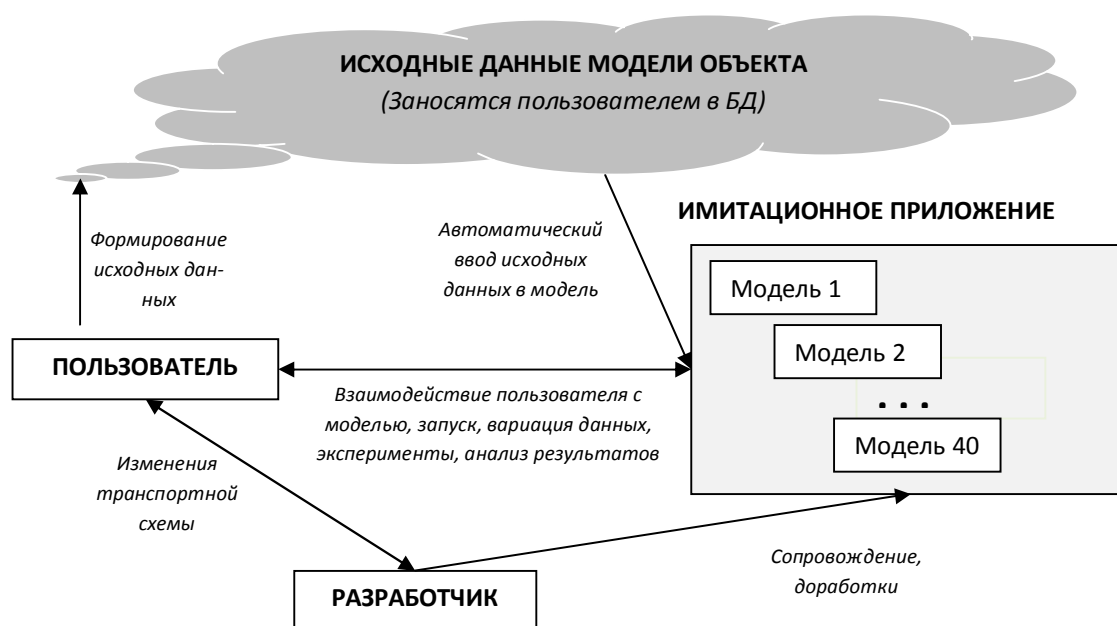 ИСХОДНЫЕ ДАННЫЕ МОДЕЛИ ОБЪЕКТА
(Заносятся пользователем в БД)
ИМИТАЦИОННОЕ ПРИЛОЖЕНИЕ
Формирование
исходных дан-
ных
Автоматический
ввод исходных
данных в модель
Модель 1
Модель 2
...
Модель 40
ПОЛЬЗОВАТЕЛЬ
Взаимодействие пользователя с
моделью, запуск, вариация данных,
эксперименты, анализ результатов
Изменения
транспортной
схемы
Сопровождение,
доработки
РАЗРАБОТЧИК